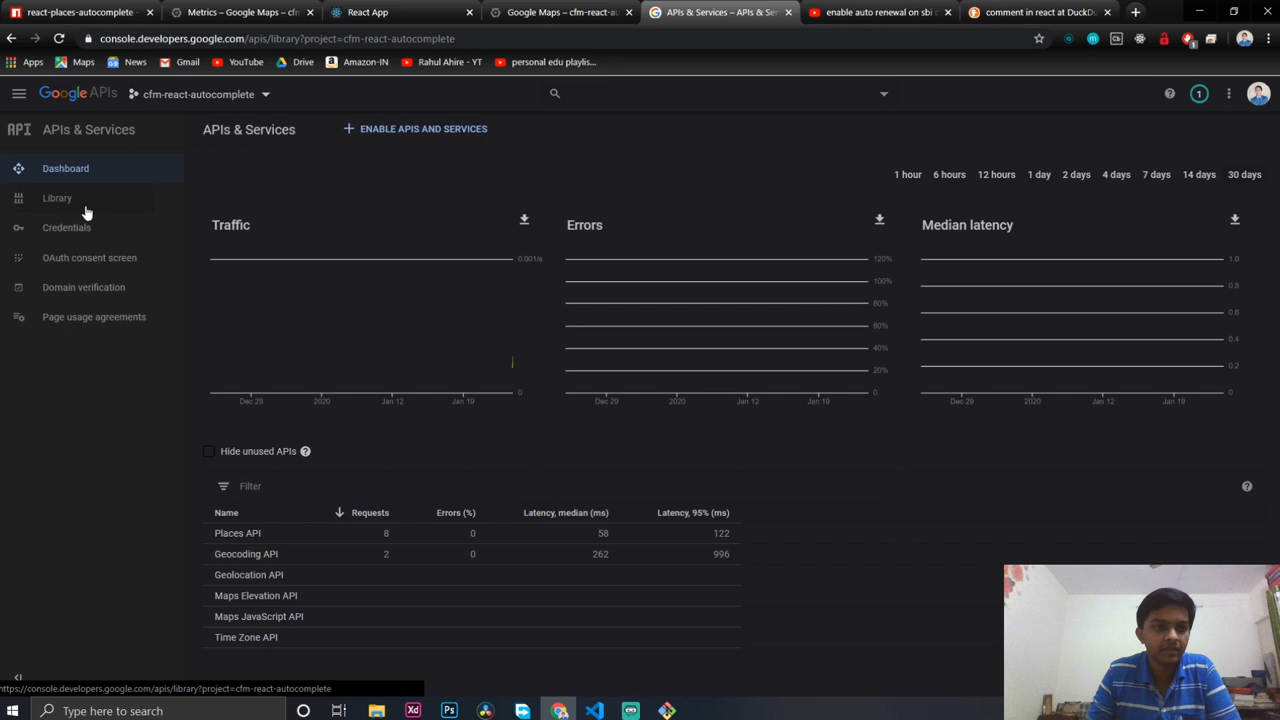 react-places-autocomplete
Metrics – Google Maps – cfm-
React App
Google Maps – cfm-react-au
APIs & Services – APIs & Ser
enable auto renewal on sbi c
comment in react at DuckDu
console.developers.google.com/apis/library?project=cfm-react-autocomplete
Apps
Maps
News
Gmail
YouTube
Drive
Amazon-IN
Rahul Ahire - YT
personal edu playlis...
Google APIs
cfm-react-autocomplete
1
API APIs & Services
APIs & Services
ENABLE APIS AND SERVICES
Dashboard
Library
Credentials
OAuth consent screen
Domain verification
Page usage agreements
1 hour 6 hours 12 hours 1 day 2 days 4 days 7 days 14 days 30 days
Traffic
0.001/s
0
Dec 29 2020 Jan 12 Jan 19
Errors
120%
100%
80%
60%
40%
20%
0
Dec 29 2020 Jan 12 Jan 19
Median latency
1.0
0.8
0.6
0.4
0.2
0
Dec 29 2020 Jan 12 Jan 19
Hide unused APIs
Filter
Name Requests Errors (%) Latency, median (ms) Latency, 95% (ms)
Places API 8 0 58 122
Geocoding API 2 0 262 996
Geolocation API
Maps Elevation API
Maps JavaScript API
Time Zone API
https://console.developers.google.com/apis/library?project=cfm-react-autocomplete
Type here to search
Xd
Ps